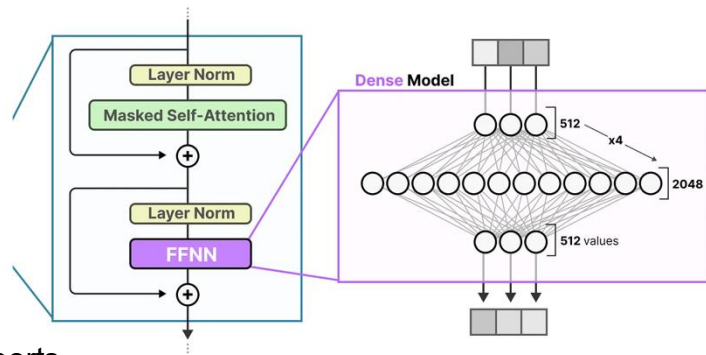 Layer Norm
Masked Self-Attention
+
Layer Norm
FFNN
+
Dense Model
512
x4
2048
512 values